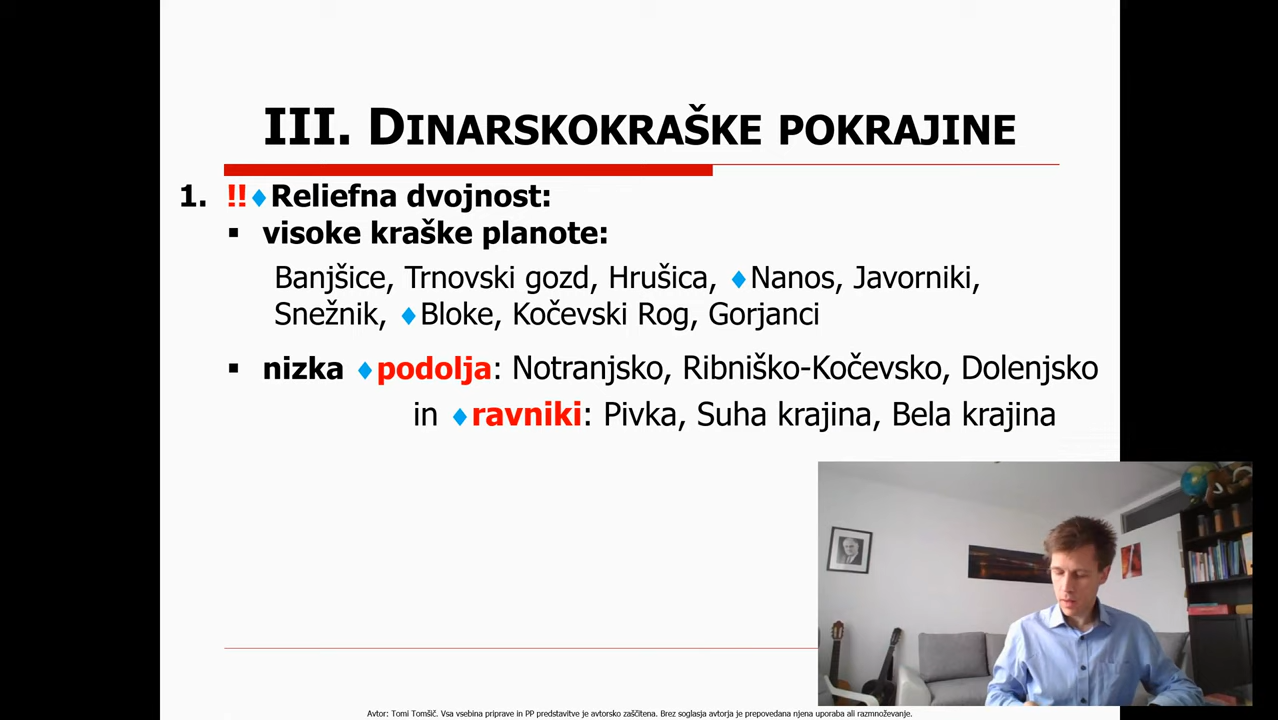 III. DINARSKOKRAŠKE POKRAJINE
1. !!♦Reliefna dvojnost:
▪ visoke kraške planote:
Banjšice, Trnovski gozd, Hrušica, ♦Nanos, Javorniki,
Snežnik, ♦Bloke, Kočevski Rog, Gorjanci
▪ nizka ♦podolja: Notranjsko, Ribniško-Kočevsko, Dolenjsko
in ♦ravniki: Pivka, Suha krajina, Bela krajina
Avtor: Tomi Tomšič. Vsa vsebina priprave in PP predstavitve je avtorsko zaščitena. Brez soglasja avtorja je prepovedana njena uporaba ali razmnoževanje.